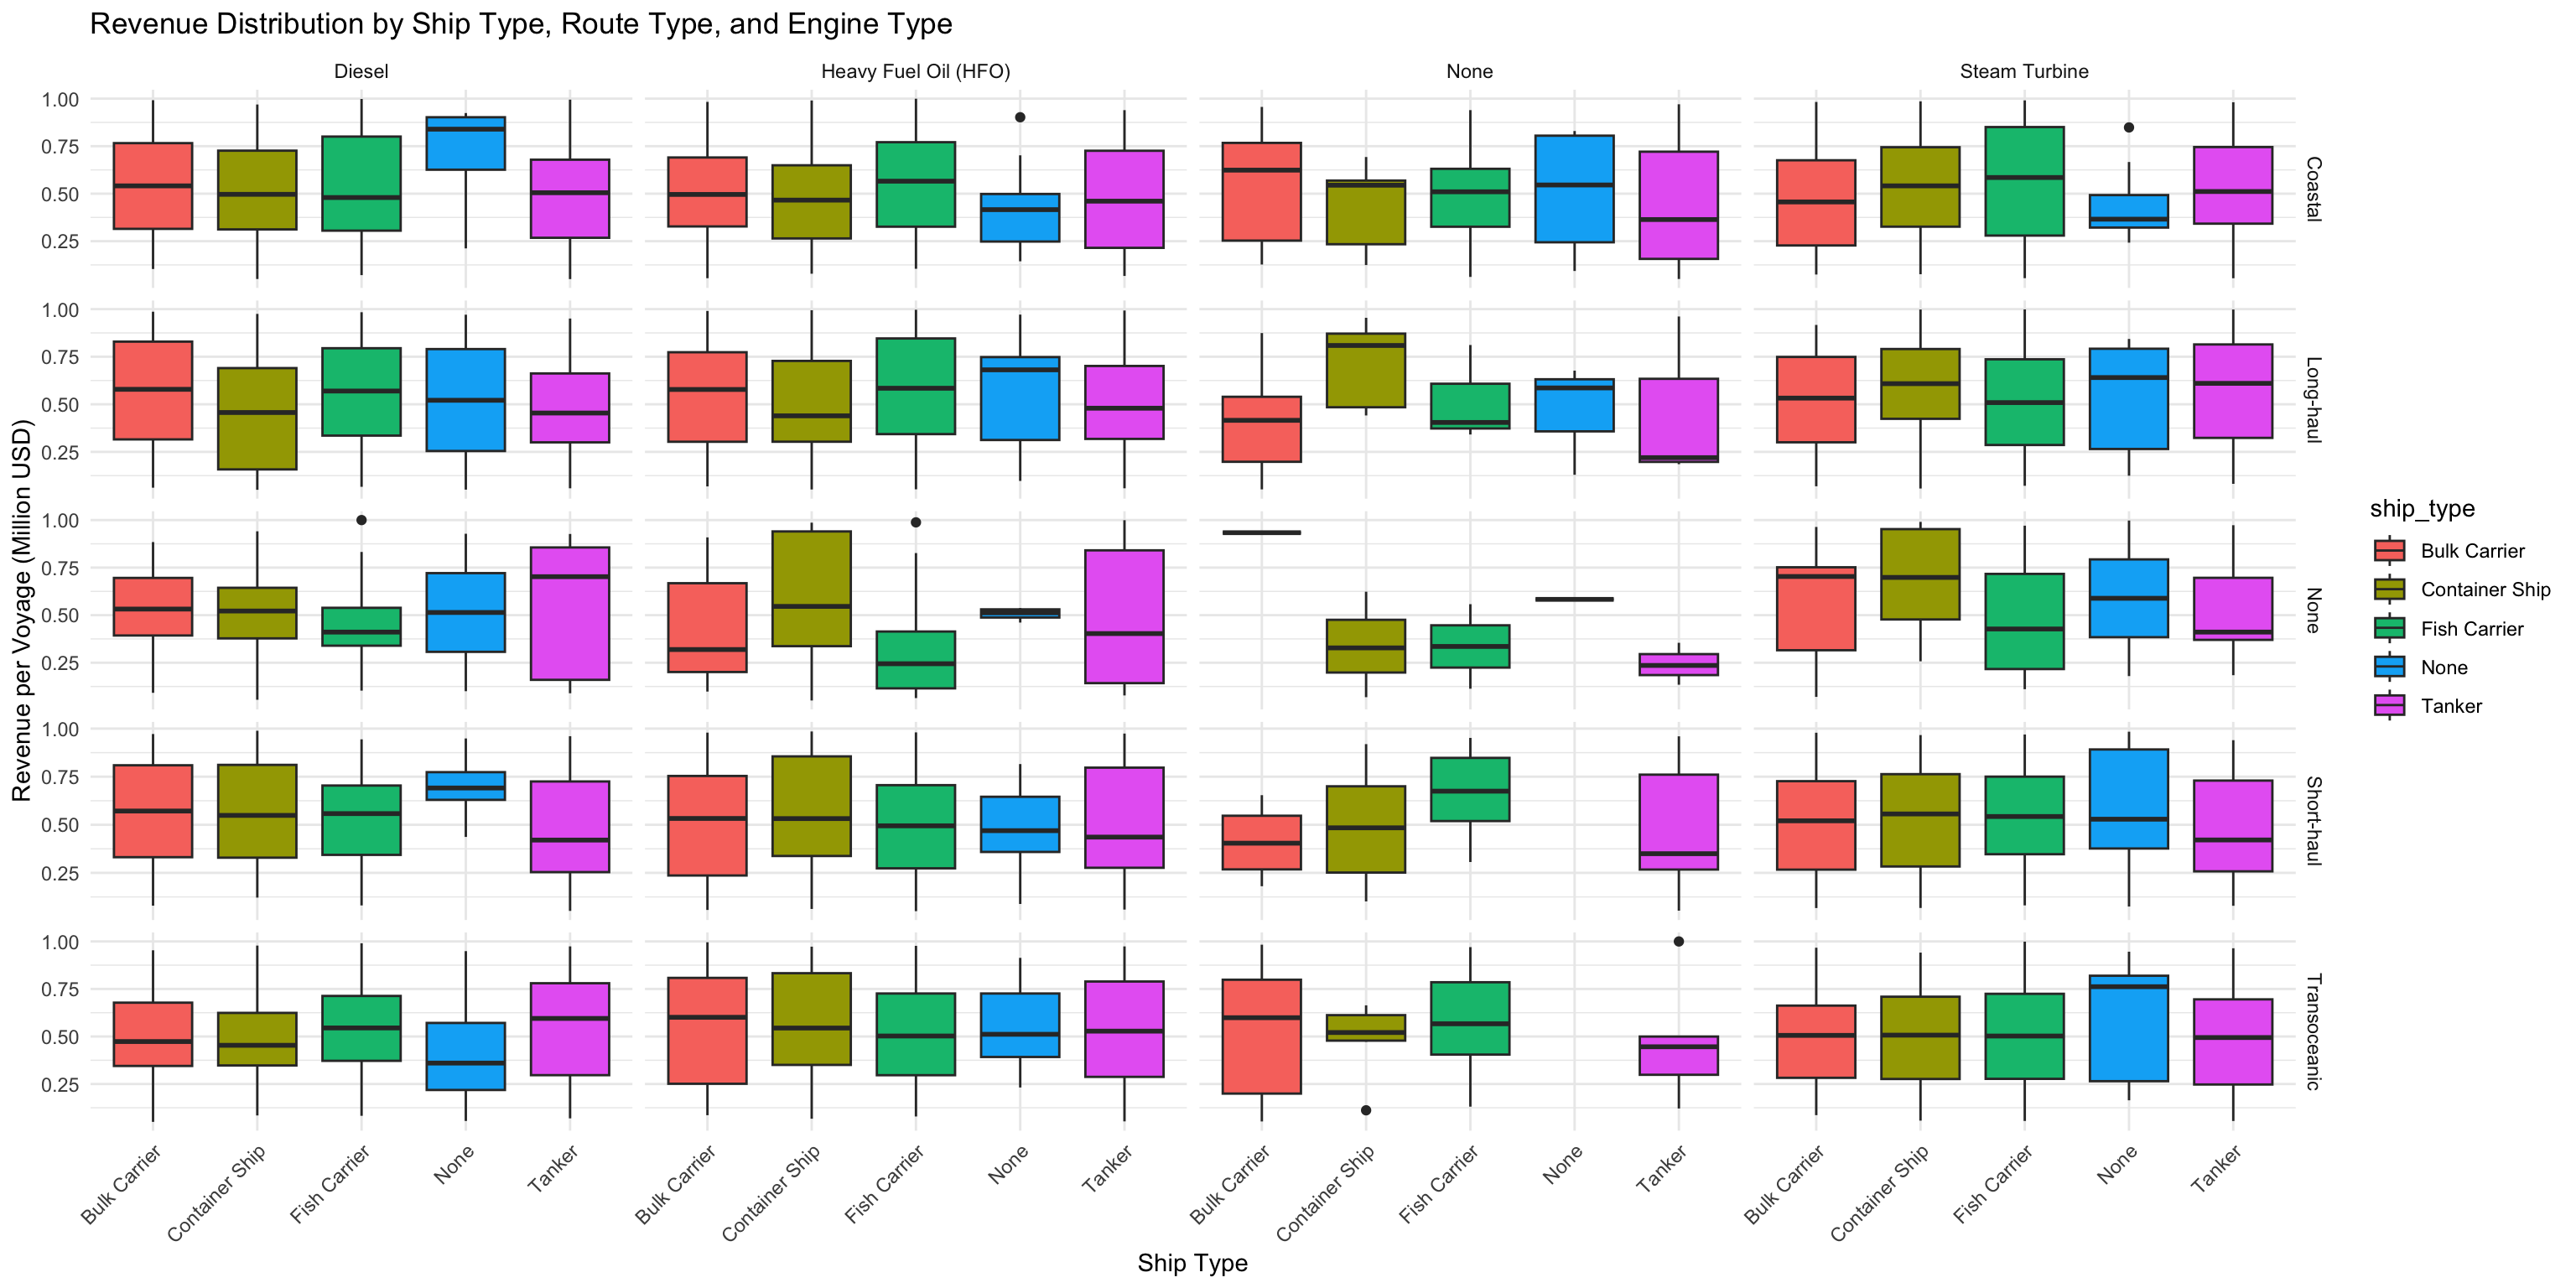 Revenue Distribution by Ship Type, Route Type, and Engine Type
Diesel
Heavy Fuel Oil (HFO)
None
Steam Turbine
Revenue per Voyage (Million USD)
1.00
0.75
0.50
0.25
Coastal
1.00
0.75
0.50
0.25
Long-haul
1.00
0.75
0.50
0.25
None
1.00
0.75
0.50
0.25
Short-haul
1.00
0.75
0.50
0.25
Transoceanic
Bulk Carrier
Container Ship
Fish Carrier
None
Tanker
Bulk Carrier
Container Ship
Fish Carrier
None
Tanker
Bulk Carrier
Container Ship
Fish Carrier
None
Tanker
Bulk Carrier
Container Ship
Fish Carrier
None
Tanker
Ship Type
ship_type
Bulk Carrier
Container Ship
Fish Carrier
None
Tanker